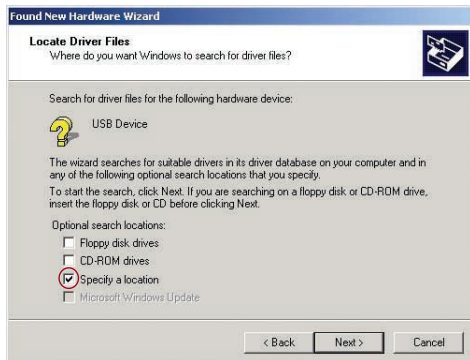 Found New Hardware Wizard
Locate Driver Files
Where do you want Windows to search for driver files?
Search for driver files for the following hardware device:
USB Device
The wizard searches for suitable drivers in its driver database on your computer and in
any of the following optional search locations that you specify.
To start the search, click Next. If you are searching on a floppy disk or CD-ROM drive,
insert the floppy disk or CD before clicking Next.
Optional search locations:
Floppy disk drives
CD-ROM drives
Specify a location
Microsoft Windows Update
< Back Next > Cancel